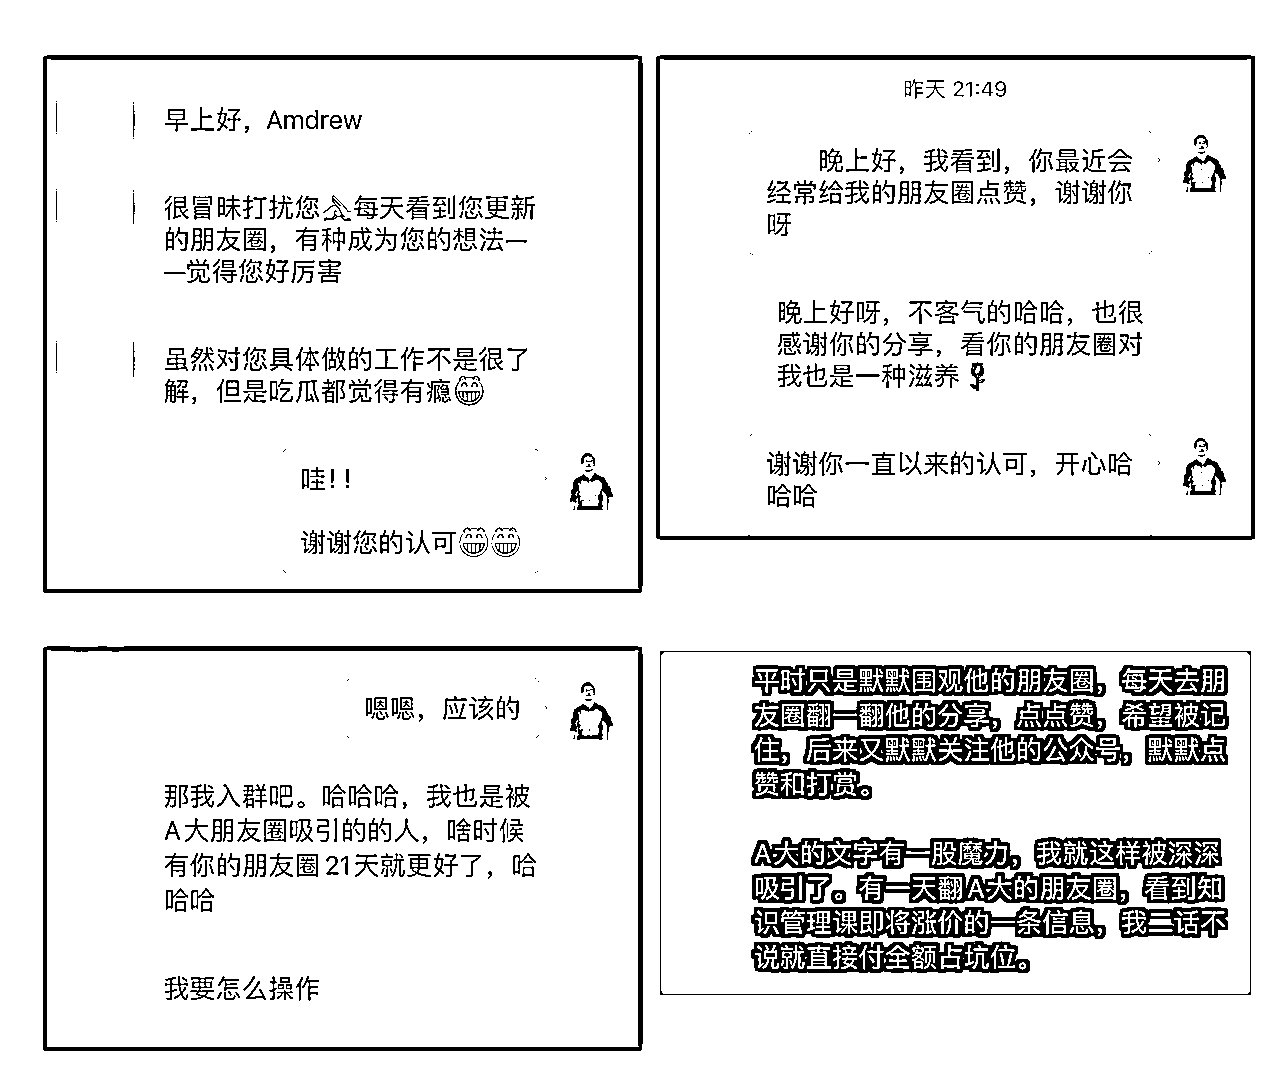 早上好，Amdrew
很冒昧打扰您每天看到您更新
的朋友圈，有种成为您的想法—
—觉得您好厉害
虽然对您具体做的工作不是很了
解，但是吃瓜都觉得有瘾😁
哇！！
谢谢您的认可😁😁
昨天 21:49
晚上好，我看到，你最近会
经常给我的朋友圈点赞，谢谢你
呀
晚上好呀，不客气的哈哈，也很
感谢你的分享，看你的朋友圈对
我也是一种滋养🌹
谢谢你一直以来的认可，开心哈
哈哈
嗯嗯，应该的
那我入群吧。哈哈哈，我也是被
A大朋友圈吸引的的人，啥时候
有你的朋友圈 21天就更好了，哈
哈哈
我要怎么操作
平时只是默默围观他的朋友圈，每天去朋
友圈翻一翻他的分享，点点赞，希望被记
住，后来又默默关注他的公众号，默默点
赞和打赏。
A大的文字有一股魔力，我就这样被深深
吸引了。有一天翻A大的朋友圈，看到知
识管理课即将涨价的一条信息，我二话不
说就直接付全额占坑位。